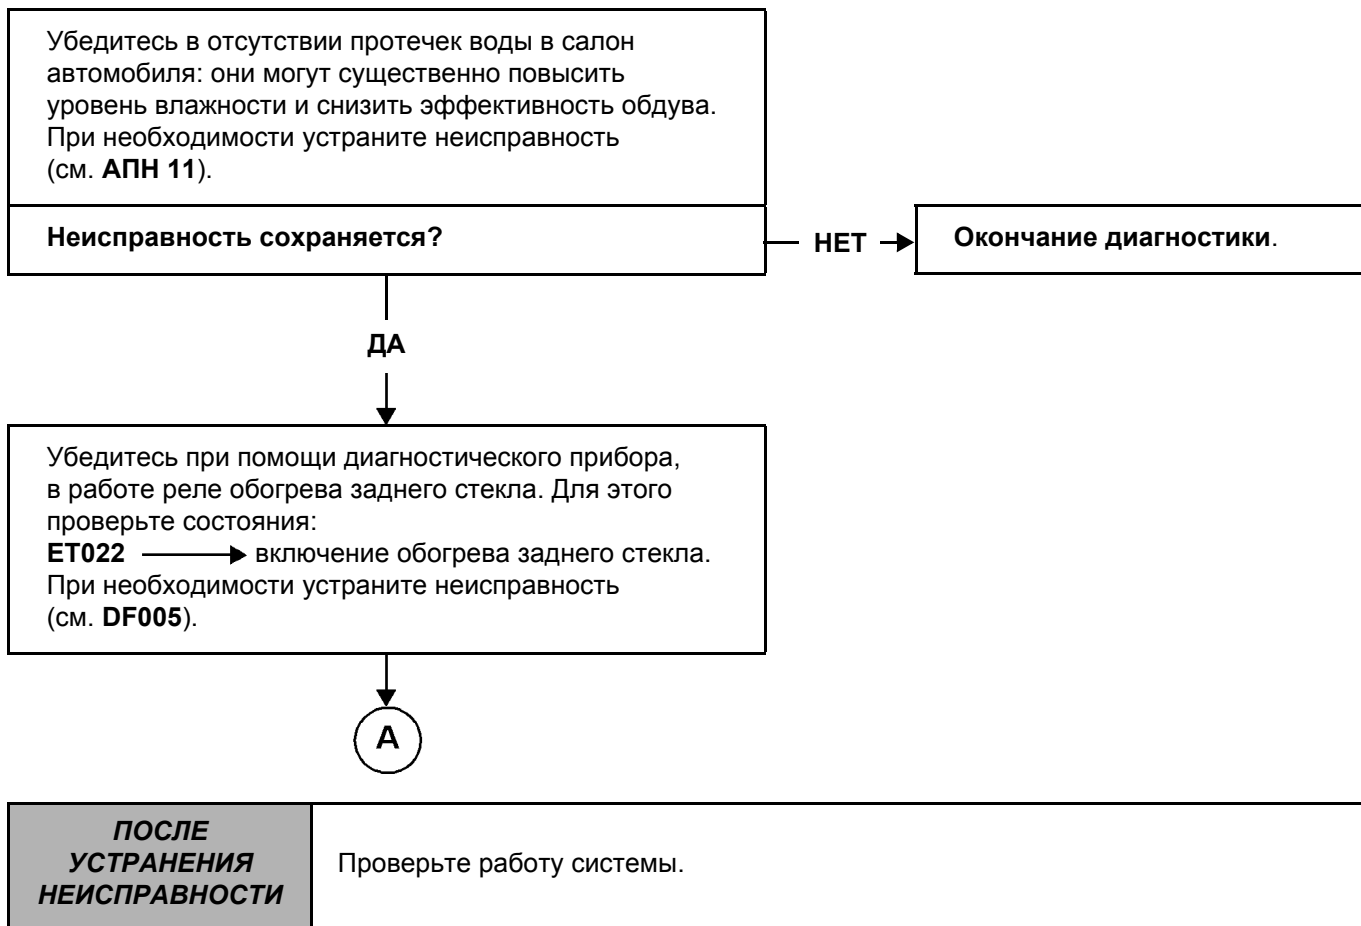 Убедитесь в отсутствии протечек воды в салон
автомобиля: они могут существенно повысить
уровень влажности и снизить эффективность обдува.
При необходимости устраните неисправность
(см. АПН 11).
Неисправность сохраняется?
НЕТ
Окончание диагностики.
ДА
Убедитесь при помощи диагностического прибора,
в работе реле обогрева заднего стекла. Для этого
проверьте состояния:
ET022 включение обогрева заднего стекла.
При необходимости устраните неисправность
(см. DF005).
A
ПОСЛЕ
УСТРАНЕНИЯ
НЕИСПРАВНОСТИ
Проверьте работу системы.